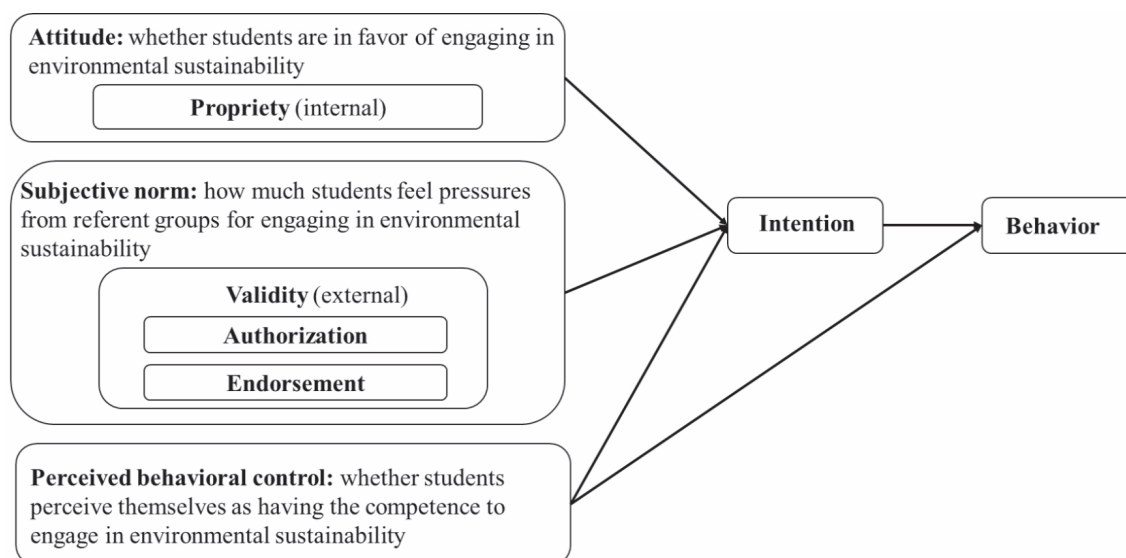 Attitude: whether students are in favor of engaging in
environmental sustainability
Propriety (internal)
Subjective norm: how much students feel pressures
from referent groups for engaging in environmental
sustainability
Validity (external)
Authorization
Endorsement
Perceived behavioral control: whether students
perceive themselves as having the competence to
engage in environmental sustainability
Intention
Behavior